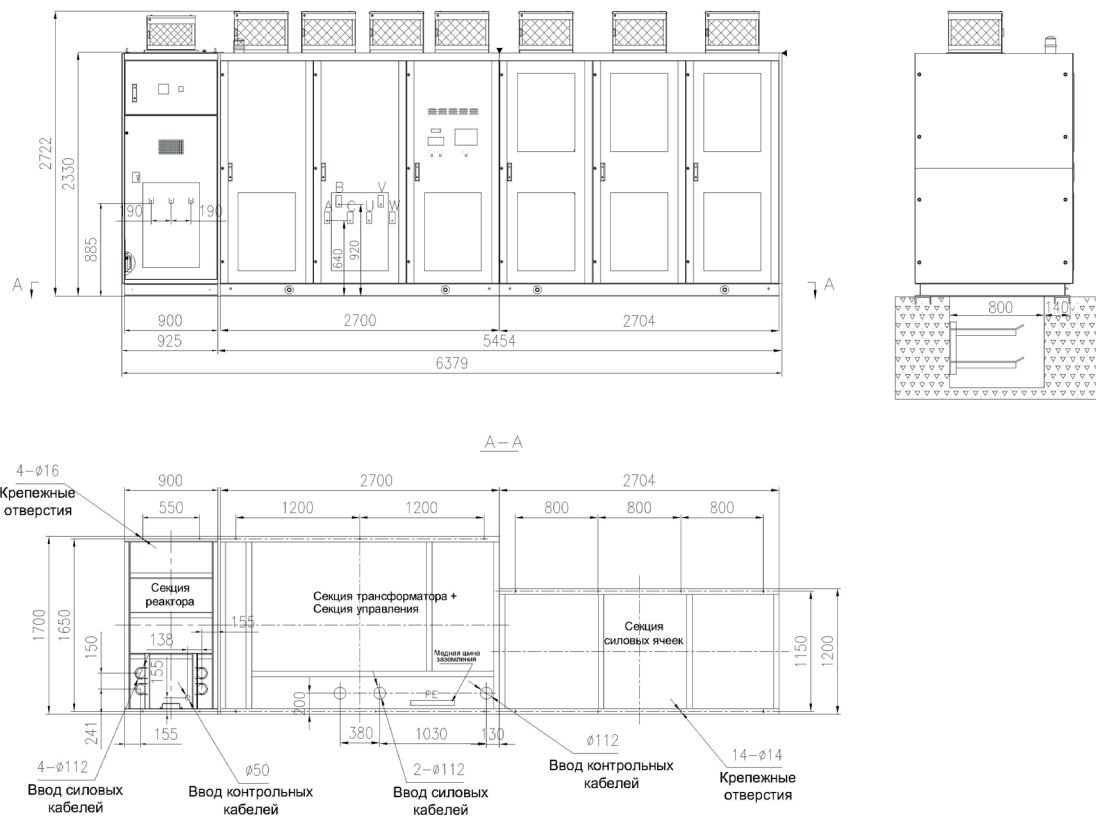 2722
2330
190
190
885
B
V
A
C
U
W
640
920
A
A
900
2700
2704
925
5454
6379
800
140
A-A
4-ø16
Крепежные
отверстия
900
2700
2704
550
1200
1200
800
800
800
1700
1650
Секция
реактора
Секция трансформатора +
Секция управления
Секция
силовых ячеек
1150
1200
155
138
150
155
Медная шина
заземления
PE
200
241
155
380
1030
130
4-ø112
Ввод силовых
кабелей
ø50
Ввод контрольных
кабелей
2-ø112
Ввод силовых
кабелей
ø112
Ввод контрольных
кабелей
14-ø14
Крепежные
отверстия